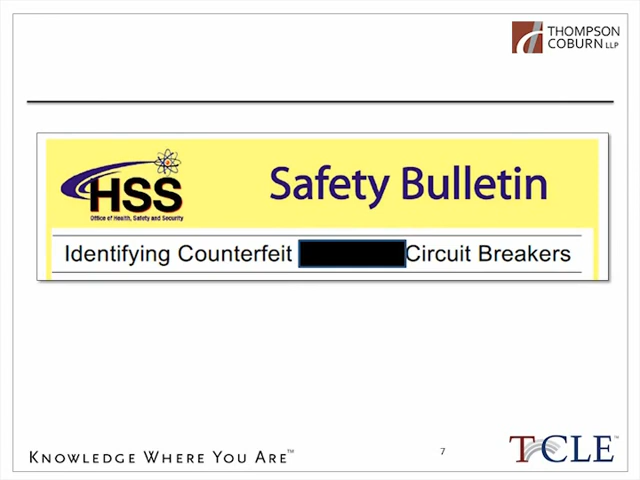 THOMPSON
COBURN LLP
HSS
Office of Health, Safety and Security
Safety Bulletin
Identifying Counterfeit Circuit Breakers
KNOWLEDGE WHERE YOU ARE™
7
TCLE™